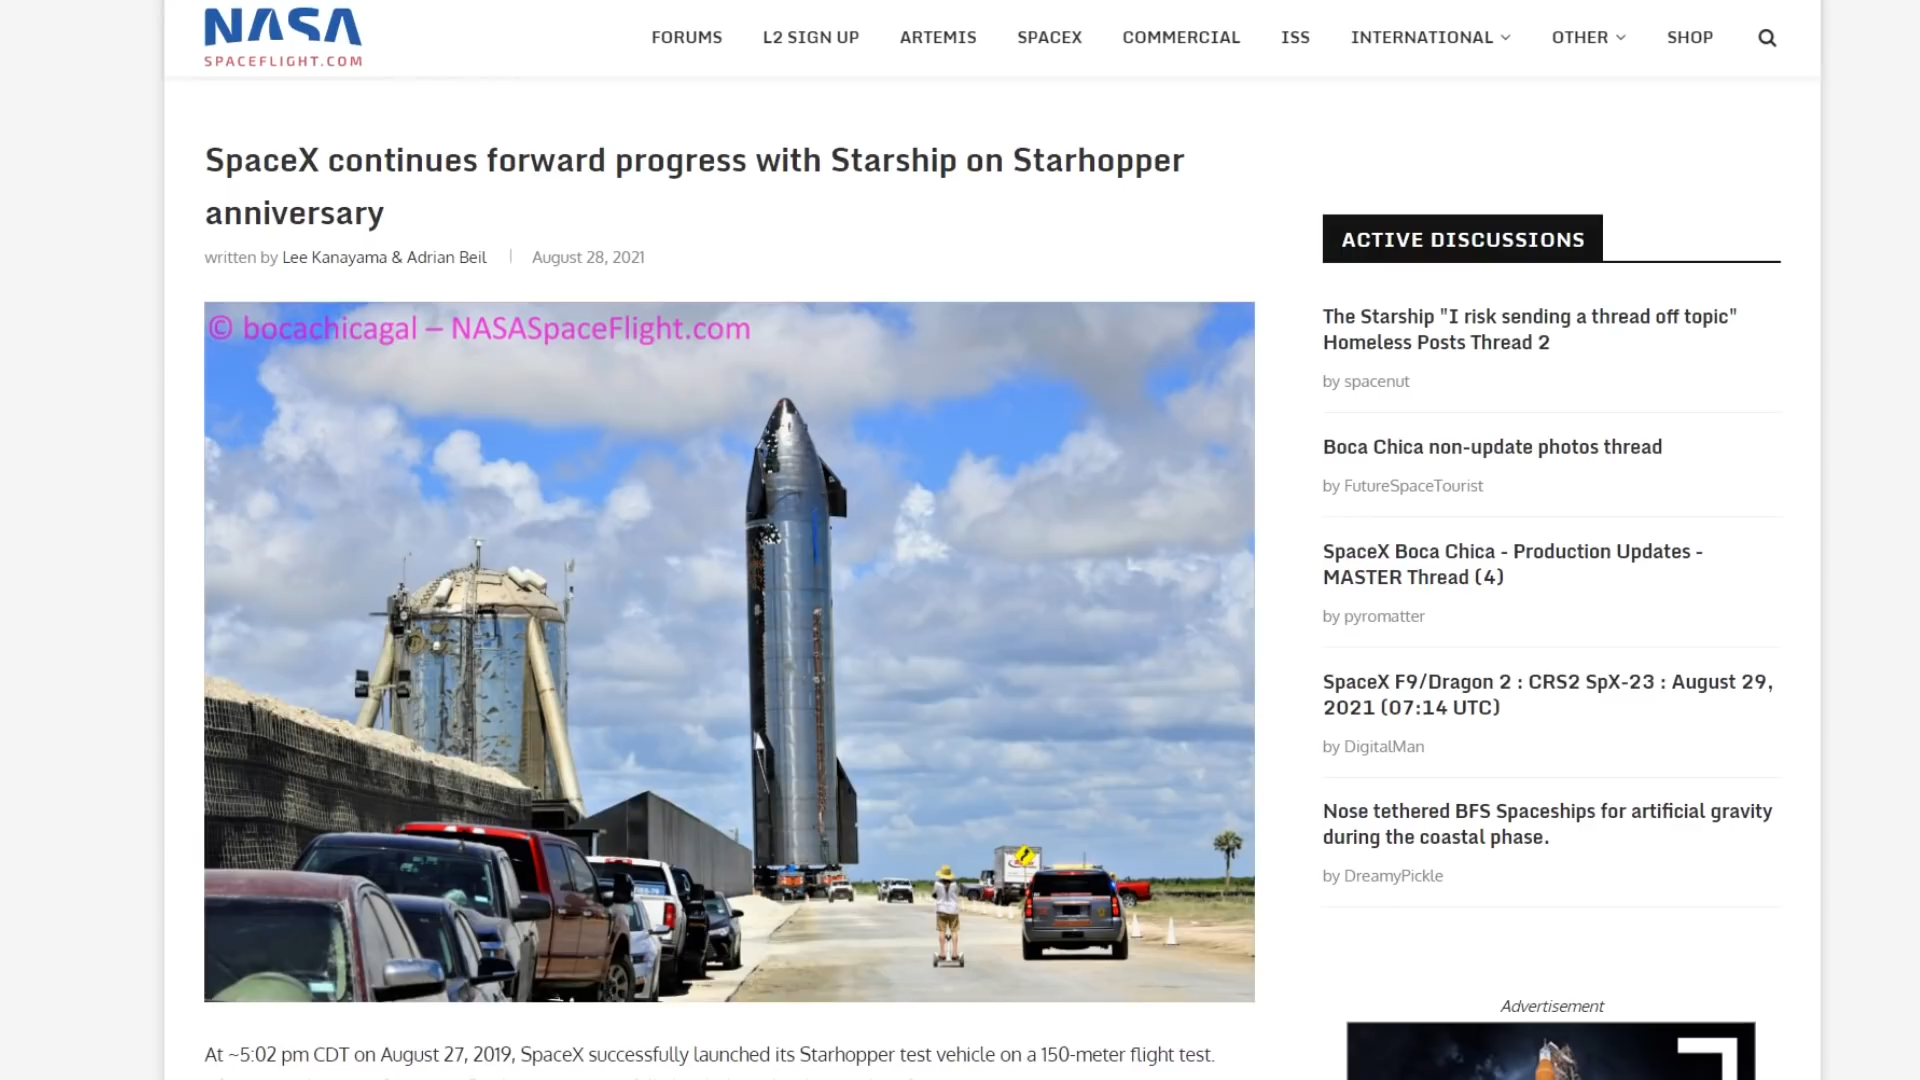 NASA
SPACEFLIGHT.COM
FORUMS L2 SIGN UP ARTEMIS SPACEX COMMERCIAL ISS INTERNATIONAL OTHER SHOP
SpaceX continues forward progress with Starship on Starhopper
anniversary
written by Lee Kanayama & Adrian Beil | August 28, 2021
© bocachicagal – NASASpaceFlight.com
At ~5:02 pm CDT on August 27, 2019, SpaceX successfully launched its Starhopper test vehicle on a 150-meter flight test.
ACTIVE DISCUSSIONS
The Starship "I risk sending a thread off topic"
Homeless Posts Thread 2
by spacenut
Boca Chica non-update photos thread
by FutureSpaceTourist
SpaceX Boca Chica - Production Updates -
MASTER Thread (4)
by pyromatter
SpaceX F9/Dragon 2 : CRS2 SpX-23 : August 29,
2021 (07:14 UTC)
by DigitalMan
Nose tethered BFS Spaceships for artificial gravity
during the coastal phase.
by DreamyPickle
Advertisement